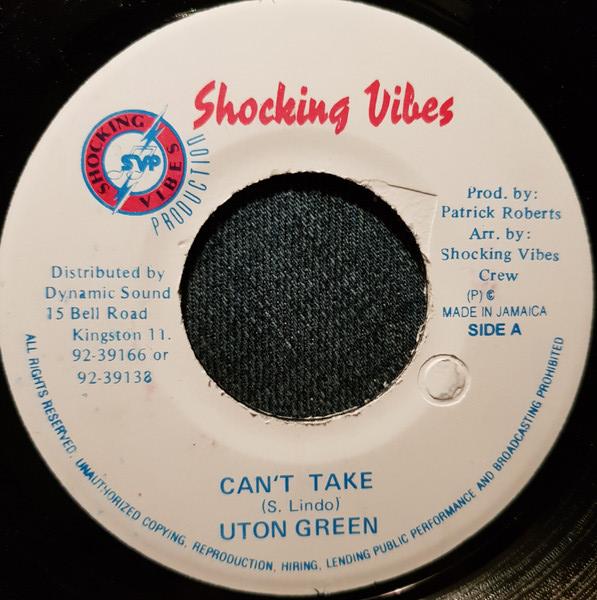 Shocking Vibes
SHOCKING VIBES
SVP
PRODUCTION
Prod. by:
Patrick Roberts
Arr. by:
Shocking Vibes
Crew
(P) ©
MADE IN JAMAICA
SIDE A
Distributed by
Dynamic Sound
15 Bell Road
Kingston 11.
92-39166 or
92-39138
CAN'T TAKE
(S. Lindo)
UTON GREEN
ALL RIGHTS RESERVED. UNAUTHORIZED COPYING, REPRODUCTION, HIRING, LENDING PUBLIC PERFORMANCE AND BROADCASTING PROHIBITED